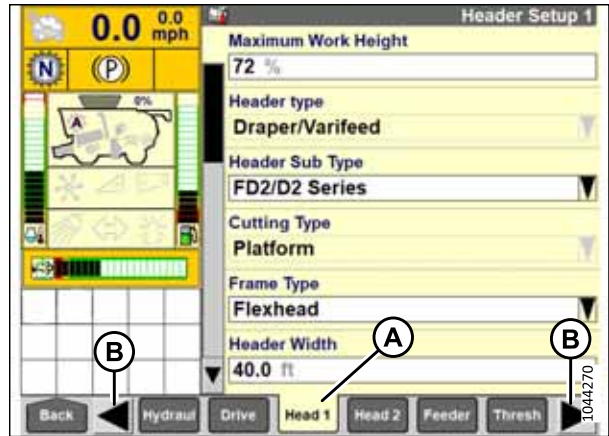 0.0
0.0
mph
Header Setup 1
N
(P)
0%
A
Maximum Work Height
72 %
Header type
Draper/Varifeed
Header Sub Type
FD2/D2 Series
Cutting Type
Platform
Frame Type
Flexhead
Header Width
40.0 ft
A
B
B
Back
Hydraul
Drive
Head 1
Head 2
Feeder
Thresh
1044270